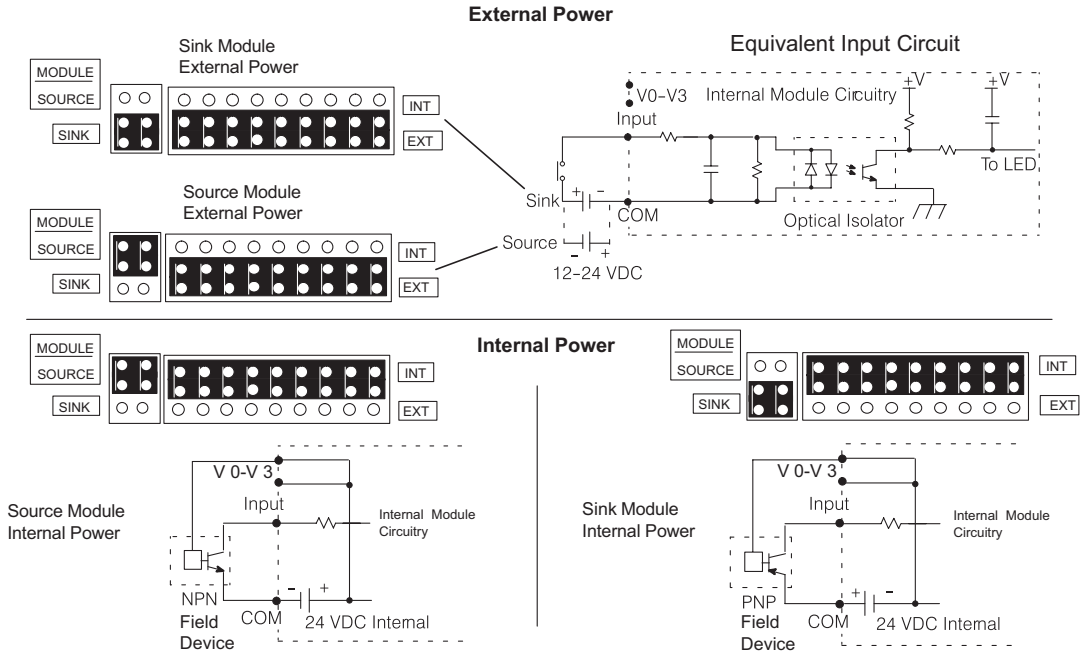 External Power
Sink Module
External Power
MODULE
SOURCE
SINK
INT
EXT
Source Module
External Power
MODULE
SOURCE
SINK
INT
EXT
Equivalent Input Circuit
V0-V3
Internal Module Circuitry
+V
+V
Input
To LED
Optical Isolator
Sink
+
-
COM
Source
-
+
12-24 VDC
Internal Power
MODULE
SOURCE
SINK
INT
EXT
MODULE
SOURCE
SINK
INT
EXT
Source Module
Internal Power
V 0-V 3
Input
Internal Module
Circuitry
NPN
Field
Device
COM
-
+
24 VDC Internal
Sink Module
Internal Power
V 0-V 3
Input
Internal Module
Circuitry
PNP
Field
Device
COM
+
-
24 VDC Internal